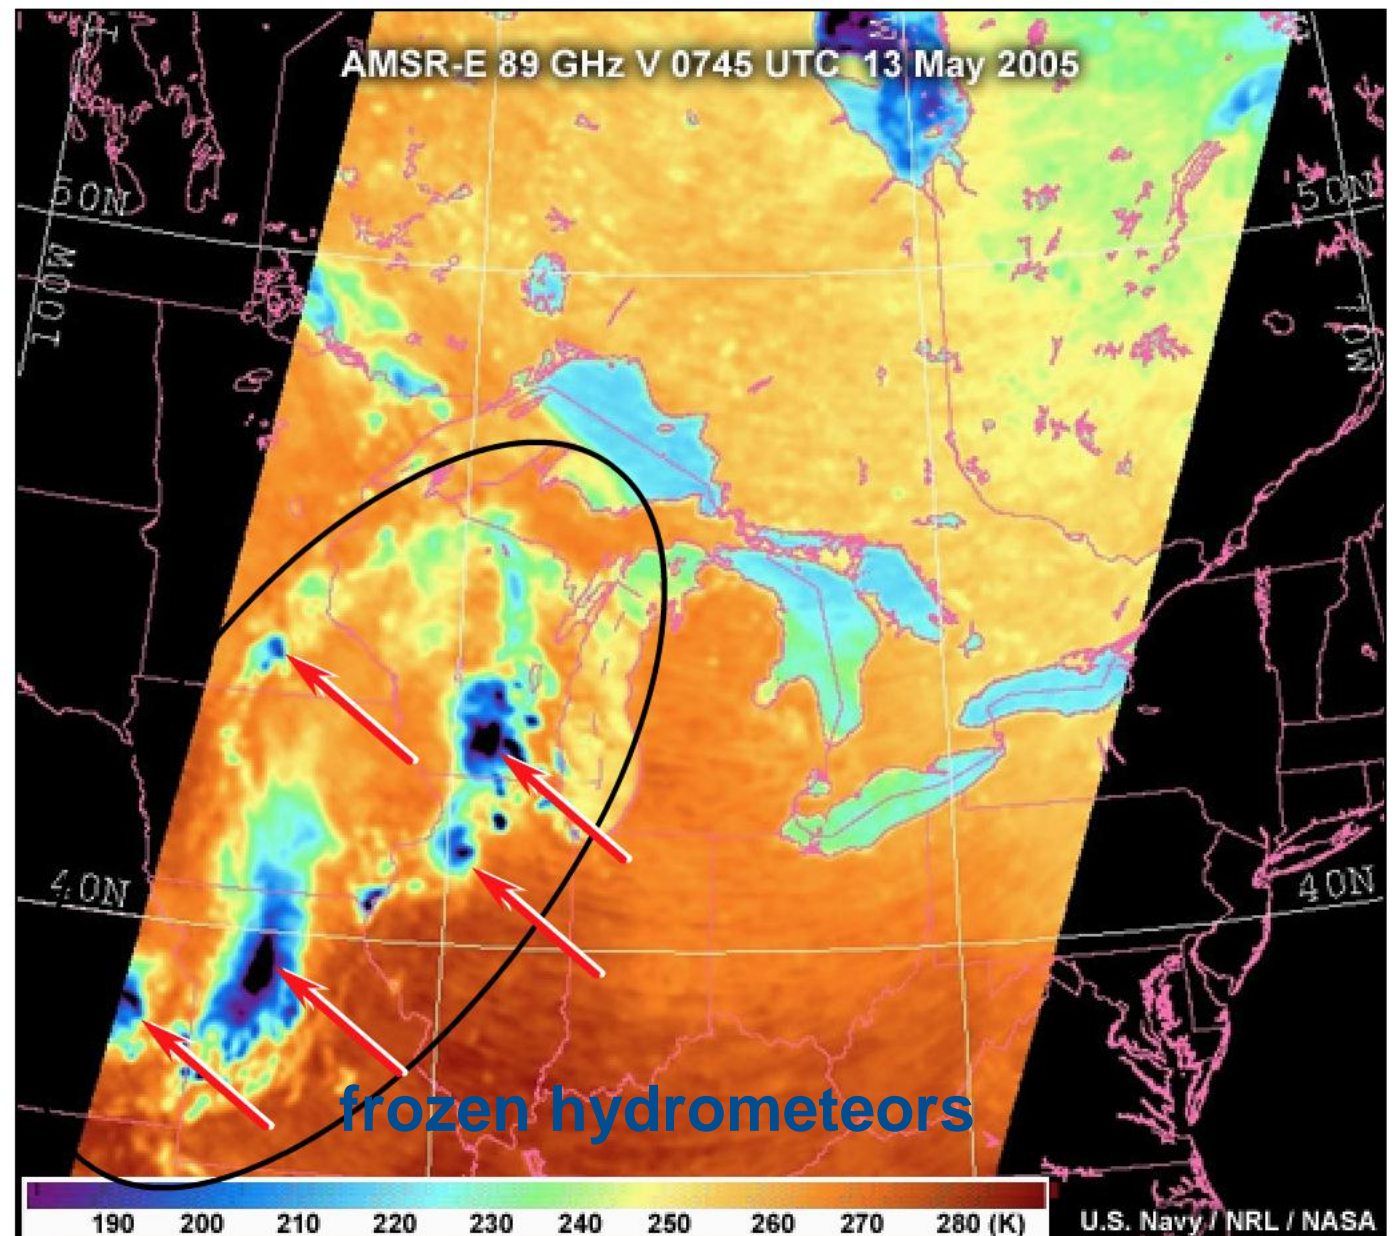 AMSR-E 89 GHz V 0745 UTC 13 May 2005
50N
50N
100W
70W
40N
40N
frozen hydrometeors
190 200 210 220 230 240 250 260 270 280 (K)
U.S. Navy / NRL / NASA